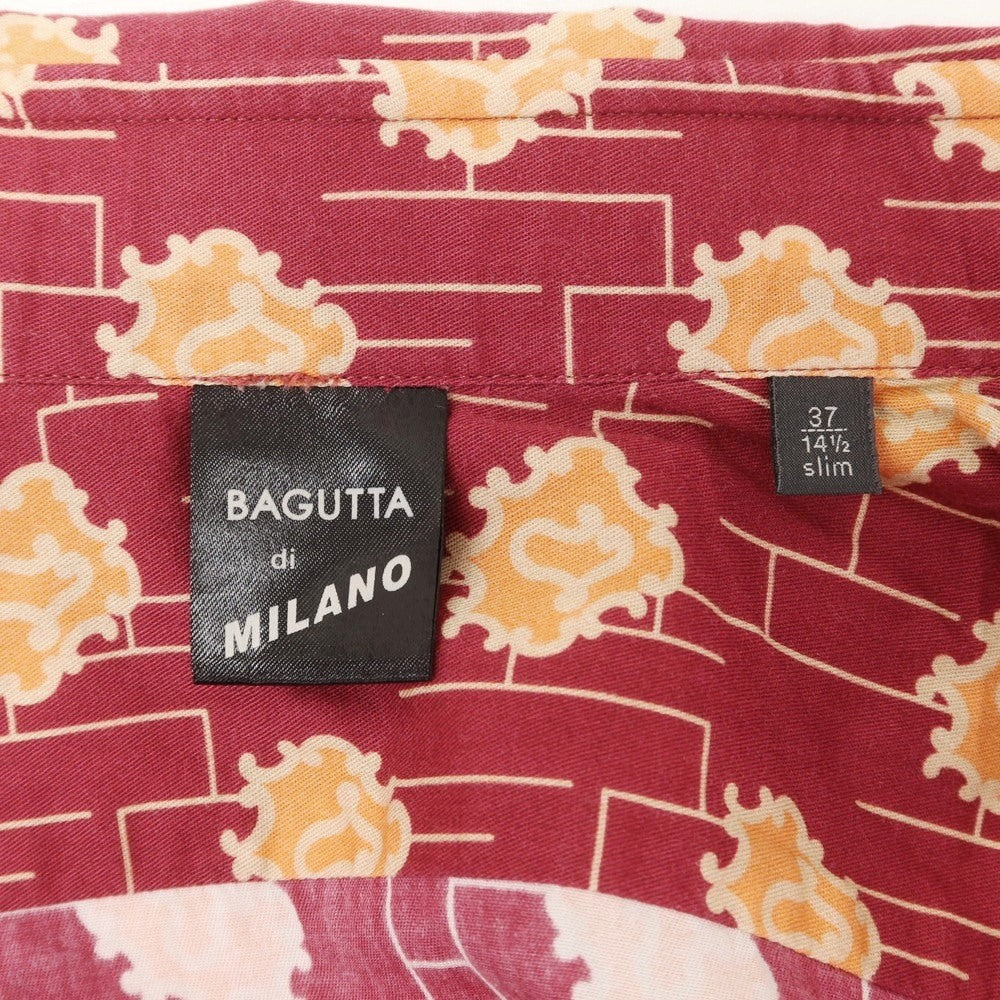 BAGUTTA
di
MILANO
37
14½
slim